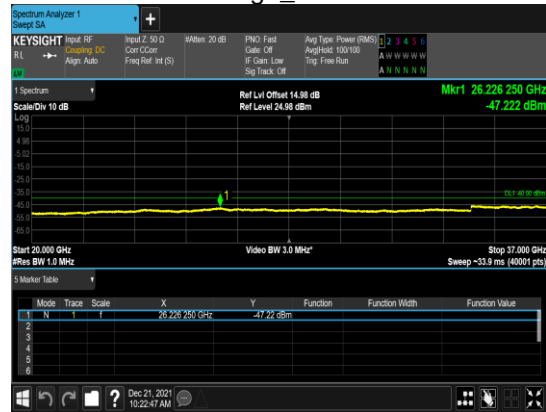 Spectrum Analyzer 1
Swept SA
+
KEYSIGHT Input: RF Input Z: 50 Ω #Atten: 20 dB PNO: Fast Avg Type: Power (RMS) 1 2 3 4 5 6
RL Coupling: DC Corr CCorr Gate: Off Avg|Hold: 100/100 A W W W W W
Align: Auto Freq Ref: Int (S) IF Gain: Low Trig: Free Run
Sig Track: Off A N N N N N
1 Spectrum Ref Lvl Offset 14.98 dB Mkr1 26.226 250 GHz
Scale/Div 10 dB Ref Level 24.98 dBm -47.222 dBm
Log
15.0
4.98
-5.02
-15.0
-25.0
-35.0
1
DL1 -40.00 dBm
-45.0
-55.0
-65.0
Start 20.000 GHz Video BW 3.0 MHz* Stop 37.000 GHz
#Res BW 1.0 MHz Sweep ~33.9 ms (40001 pts)
5 Marker Table
Mode Trace Scale X Y Function Function Width Function Value
1 N 1 f 26.226 250 GHz -47.22 dBm
2
3
4
5
6
? Dec 21, 2021
10:22:47 AM